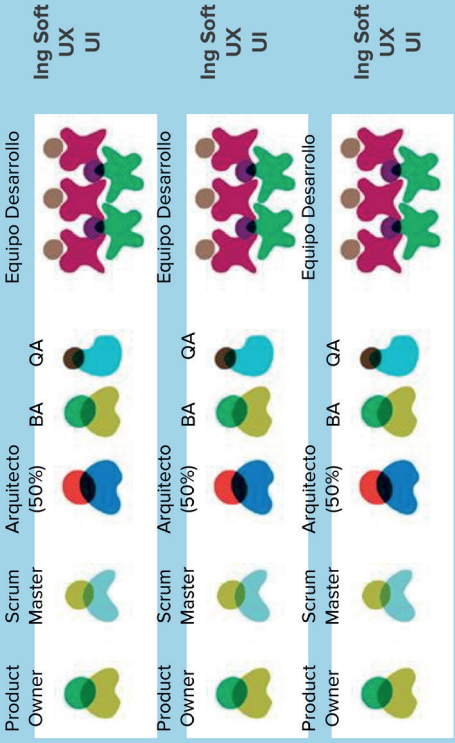 Product
Owner
Scrum
Master
Arquitecto
(50%)
BA
QA
Equipo Desarrollo
Ing Soft
UX
UI
Product
Owner
Scrum
Master
Arquitecto
(50%)
BA
QA
Equipo Desarrollo
Ing Soft
UX
UI
Product
Owner
Scrum
Master
Arquitecto
(50%)
BA
QA
Equipo Desarrollo
Ing Soft
UX
UI